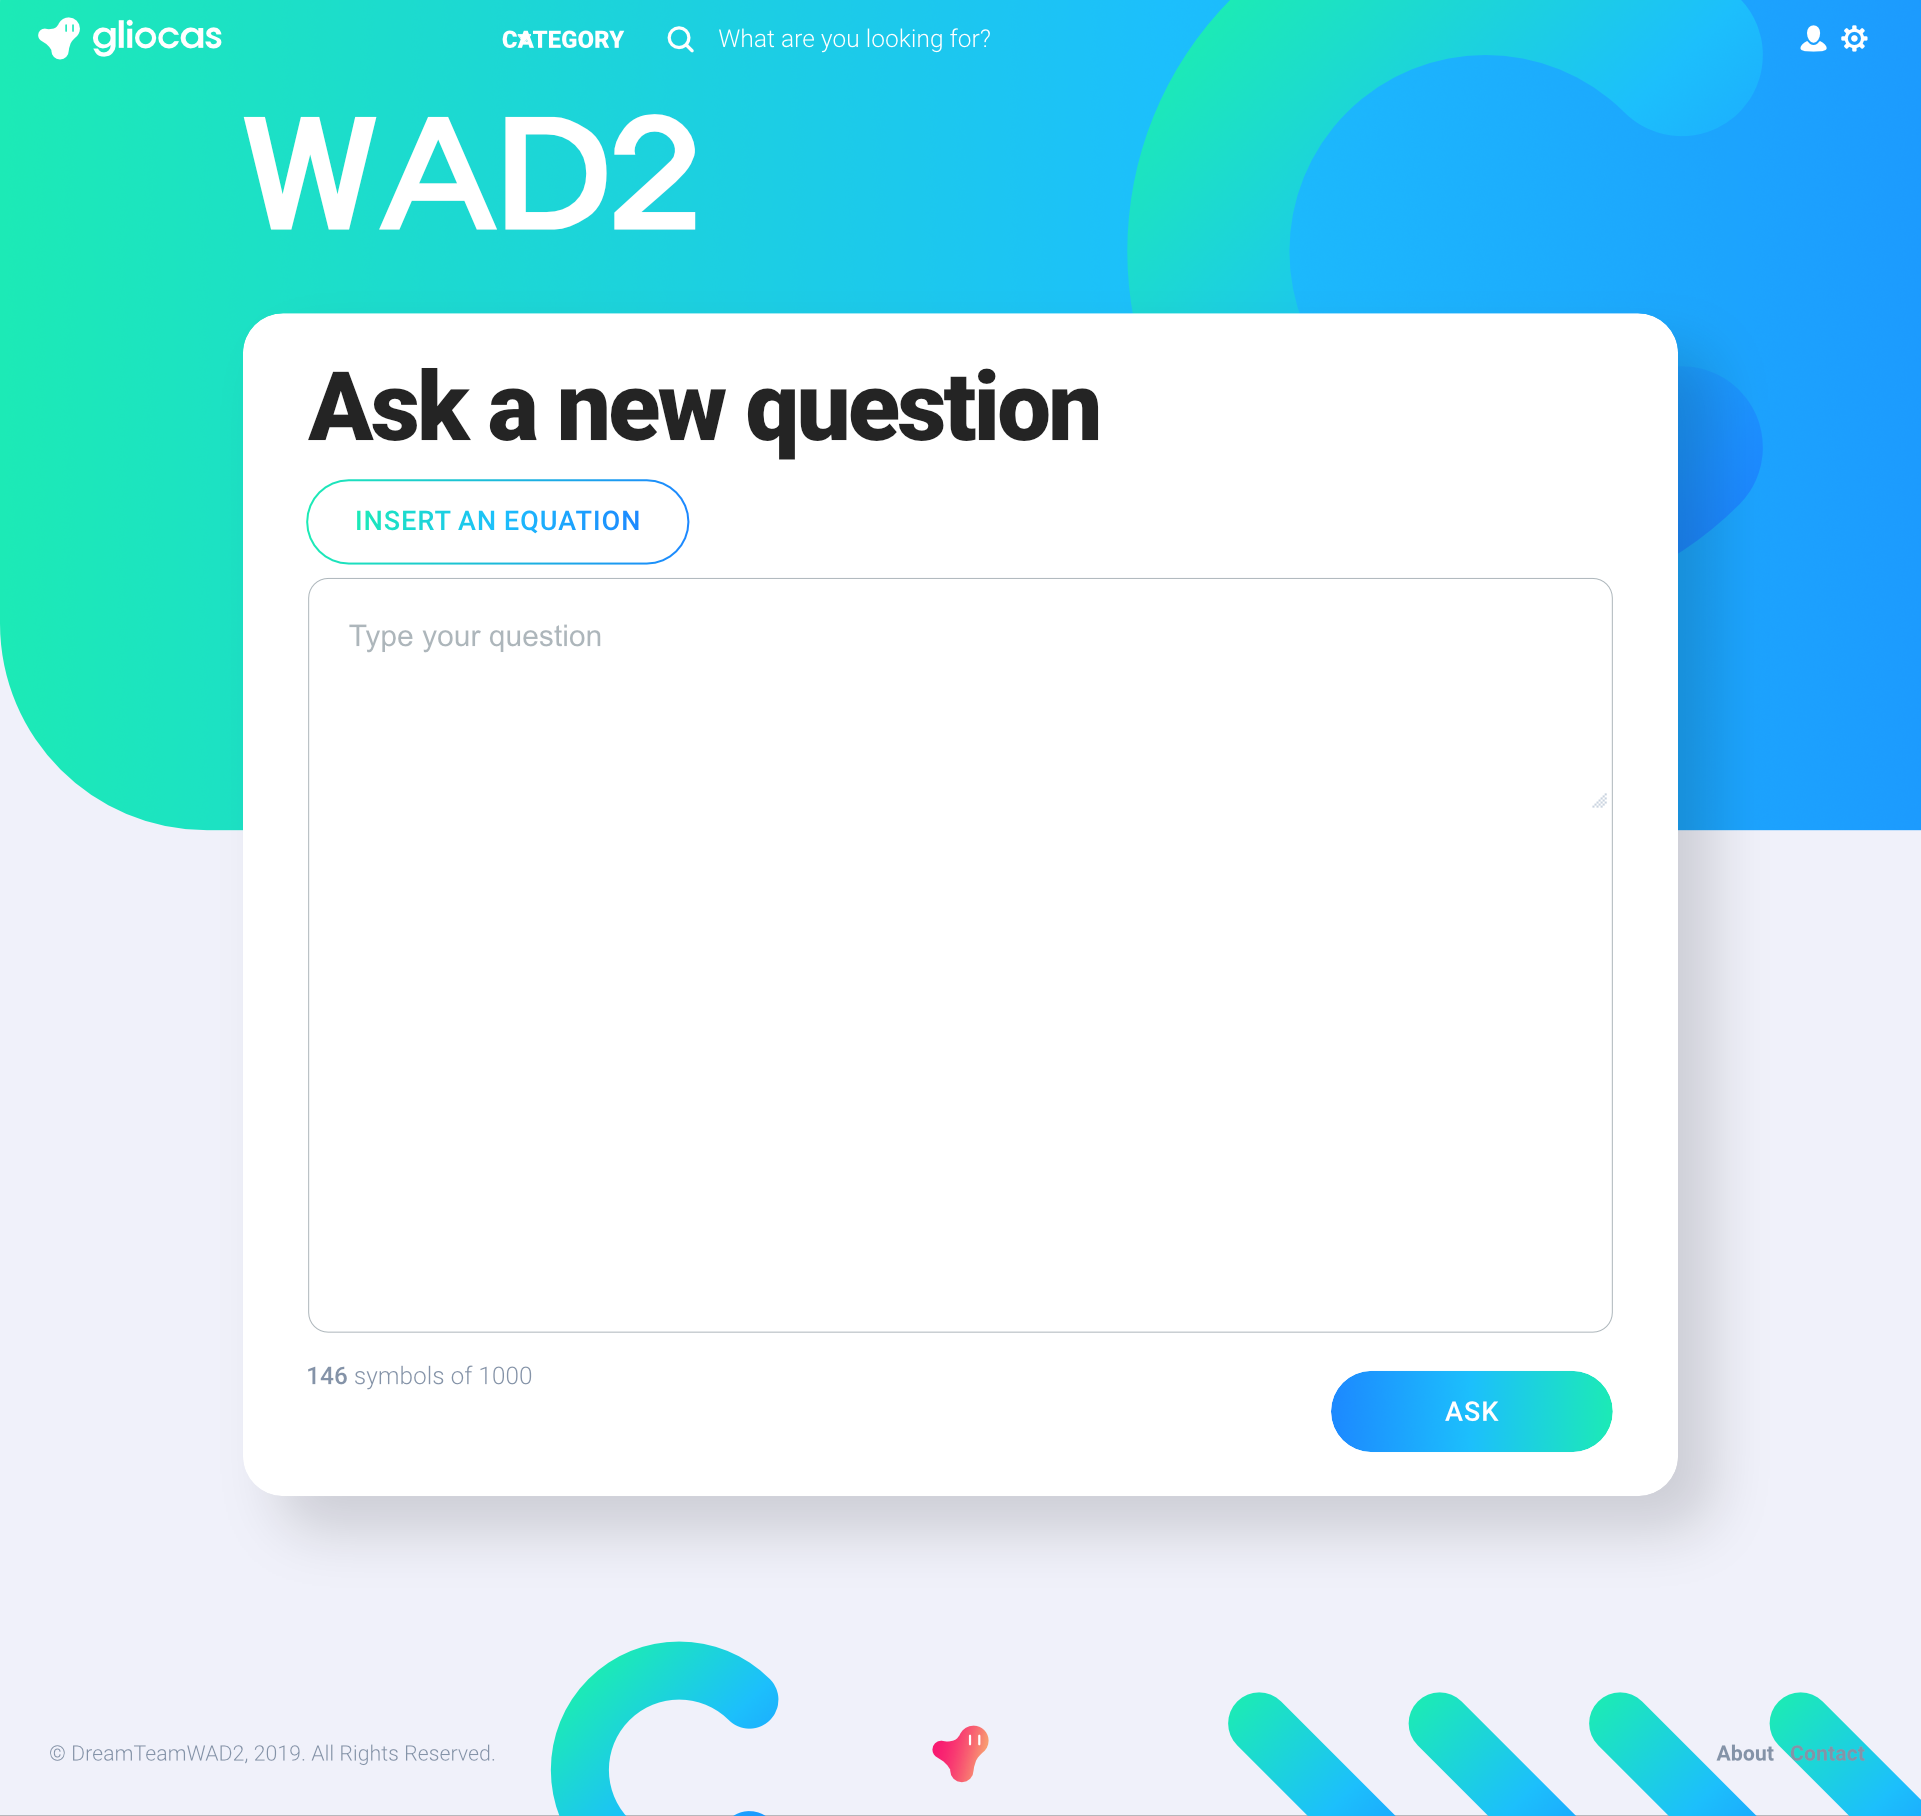 gliocas
CATEGORY
What are you looking for?
WAD2
Ask a new question
INSERT AN EQUATION
Type your question
146 symbols of 1000
ASK
© DreamTeamWAD2, 2019. All Rights Reserved.
About Contact